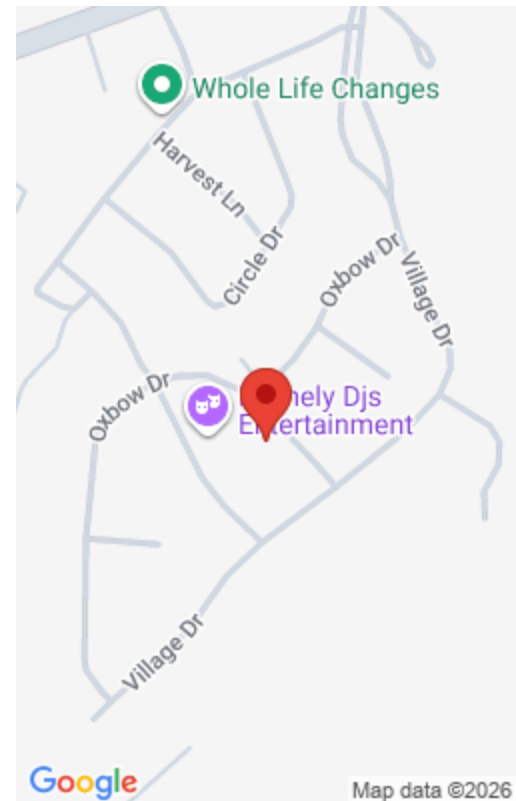 Whole Life Changes
Harvest Ln
Circle Dr
Oxbow Dr
Village Dr
Oxbow Dr
Djs
Entertainment
Village Dr
Google
Map data ©2026